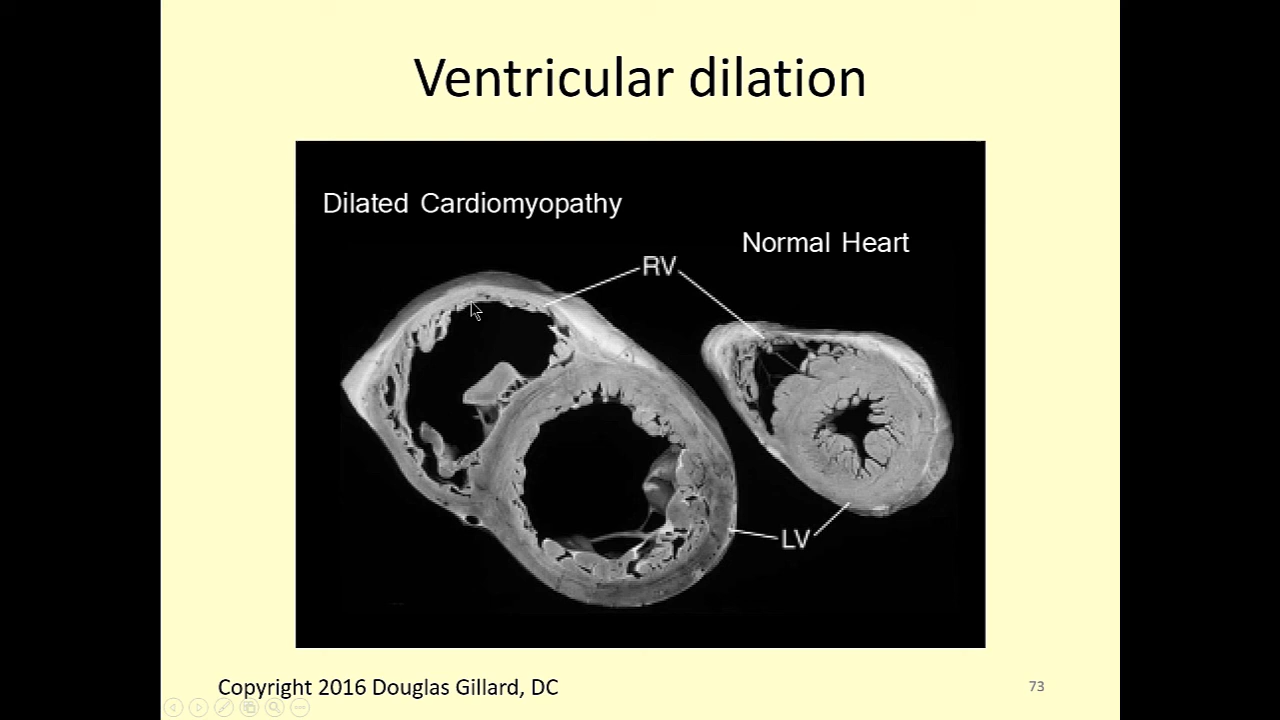 Ventricular dilation
Dilated Cardiomyopathy
Normal Heart
RV
LV
Copyright 2016 Douglas Gillard, DC
73